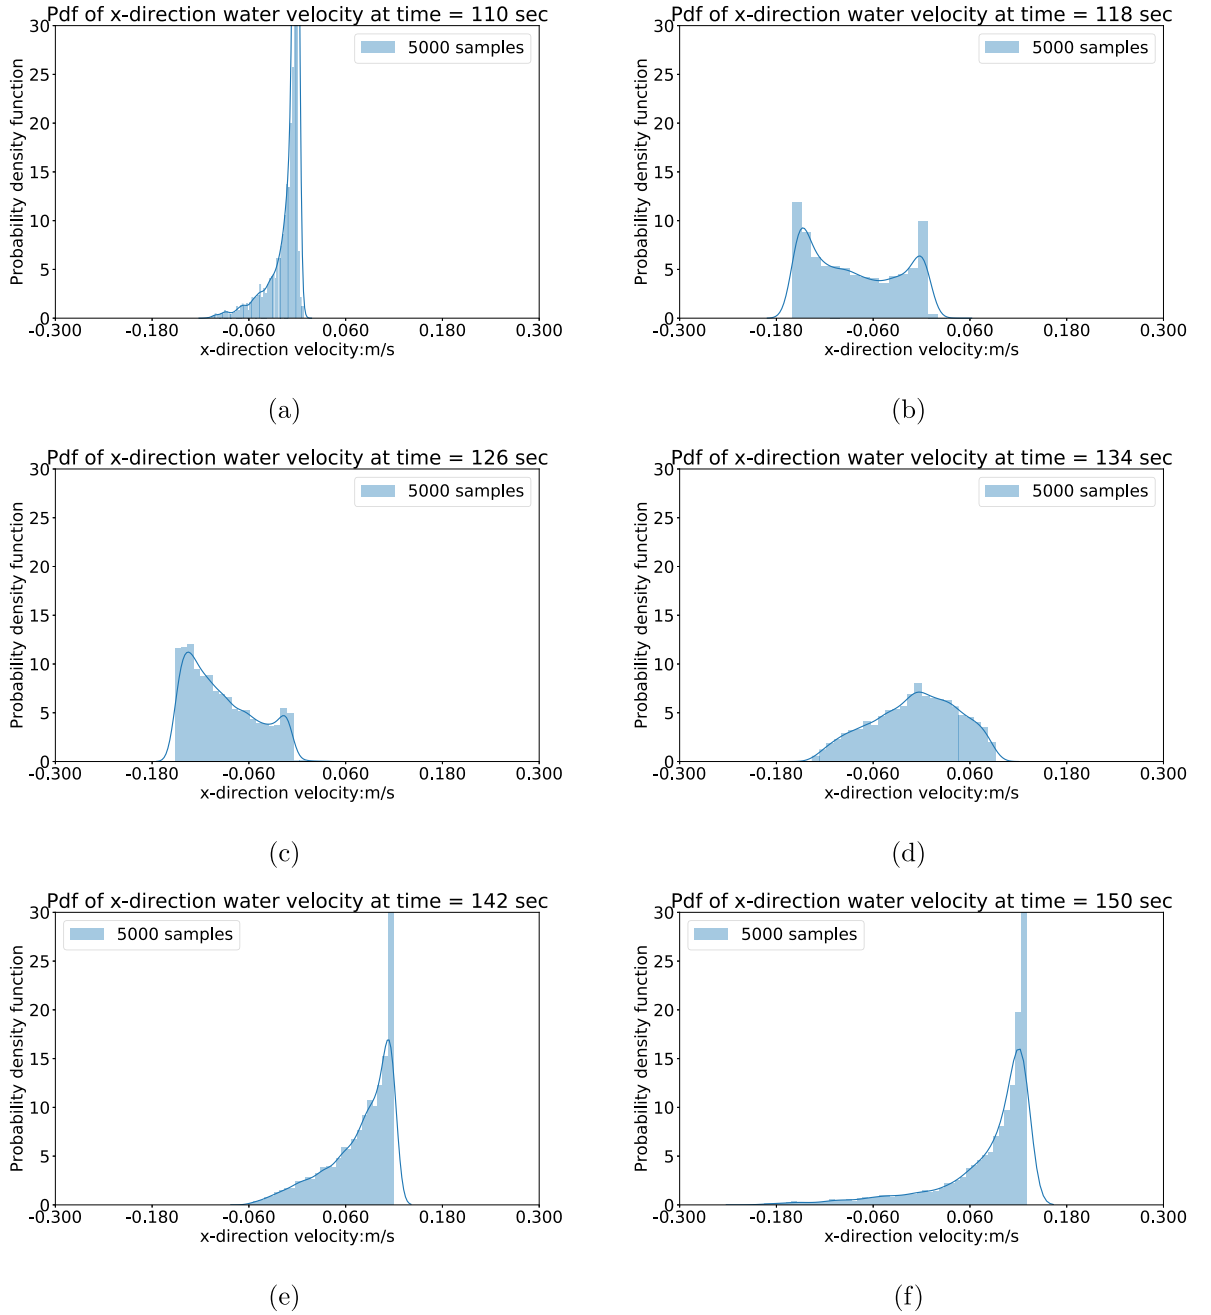 Pdf of x-direction water velocity at time = 110 sec
30
25
20
15
10
5
0
Probability density function
5000 samples
-0.300 -0.180 -0.060 0.060 0.180 0.300
x-direction velocity:m/s
(a)
Pdf of x-direction water velocity at time = 118 sec
30
25
20
15
10
5
0
Probability density function
5000 samples
-0.300 -0.180 -0.060 0.060 0.180 0.300
x-direction velocity:m/s
(b)
Pdf of x-direction water velocity at time = 126 sec
30
25
20
15
10
5
0
Probability density function
5000 samples
-0.300 -0.180 -0.060 0.060 0.180 0.300
x-direction velocity:m/s
(c)
Pdf of x-direction water velocity at time = 134 sec
30
25
20
15
10
5
0
Probability density function
5000 samples
-0.300 -0.180 -0.060 0.060 0.180 0.300
x-direction velocity:m/s
(d)
Pdf of x-direction water velocity at time = 142 sec
30
25
20
15
10
5
0
Probability density function
5000 samples
-0.300 -0.180 -0.060 0.060 0.180 0.300
x-direction velocity:m/s
(e)
Pdf of x-direction water velocity at time = 150 sec
30
25
20
15
10
5
0
Probability density function
5000 samples
-0.300 -0.180 -0.060 0.060 0.180 0.300
x-direction velocity:m/s
(f)